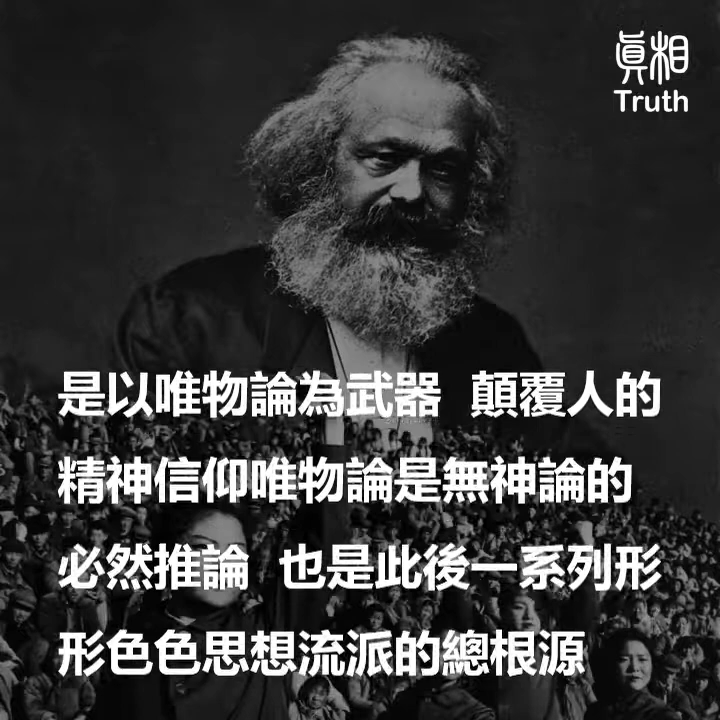 眞相
Truth
是以唯物論為武器 顛覆人的
精神信仰唯物論是無神論的
必然推論 也是此後一系列形
形色色思想流派的總根源